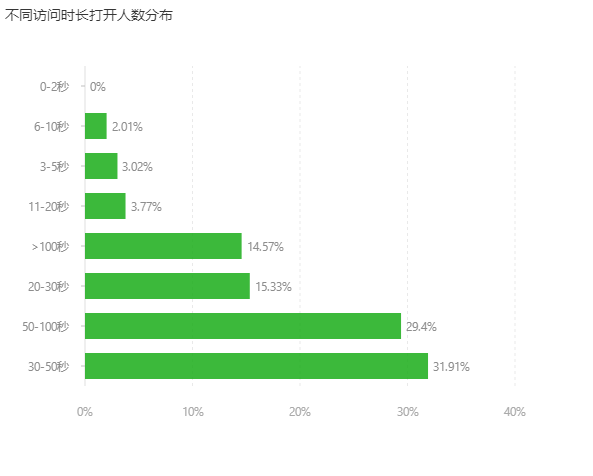 不同访问时长打开人数分布
0-2秒 0%
6-10秒 2.01%
3-5秒 3.02%
11-20秒 3.77%
>100秒 14.57%
20-30秒 15.33%
50-100秒 29.4%
30-50秒 31.91%
0% 10% 20% 30% 40%